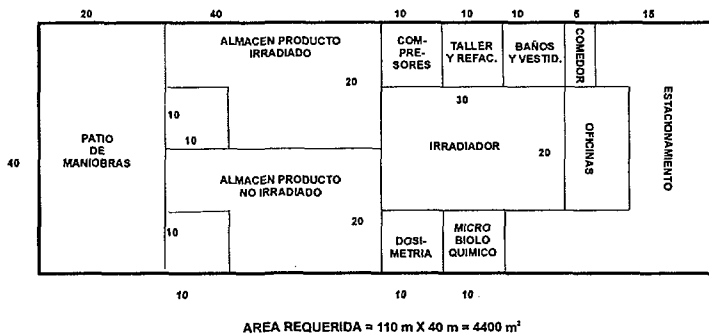 20 40 10 10 10 5 15
ALMACEN PRODUCTO
IRRADIADO
20
10
10
COM-
PRE-
SORES
TALLER
Y REFAC.
BAÑOS
Y VESTID.
COMEDOR
PATIO
DE
MANIOBRAS
40
30
IRRADIADOR
20
OFICINAS
ESTACIONAMIENTO
ALMACEN PRODUCTO
NO IRRADIADO
20
10
DOSI-
METRIA
MICRO
BIOLO
QUIMICO
10 10 10
AREA REQUERIDA = 110 m X 40 m = 4400 m²